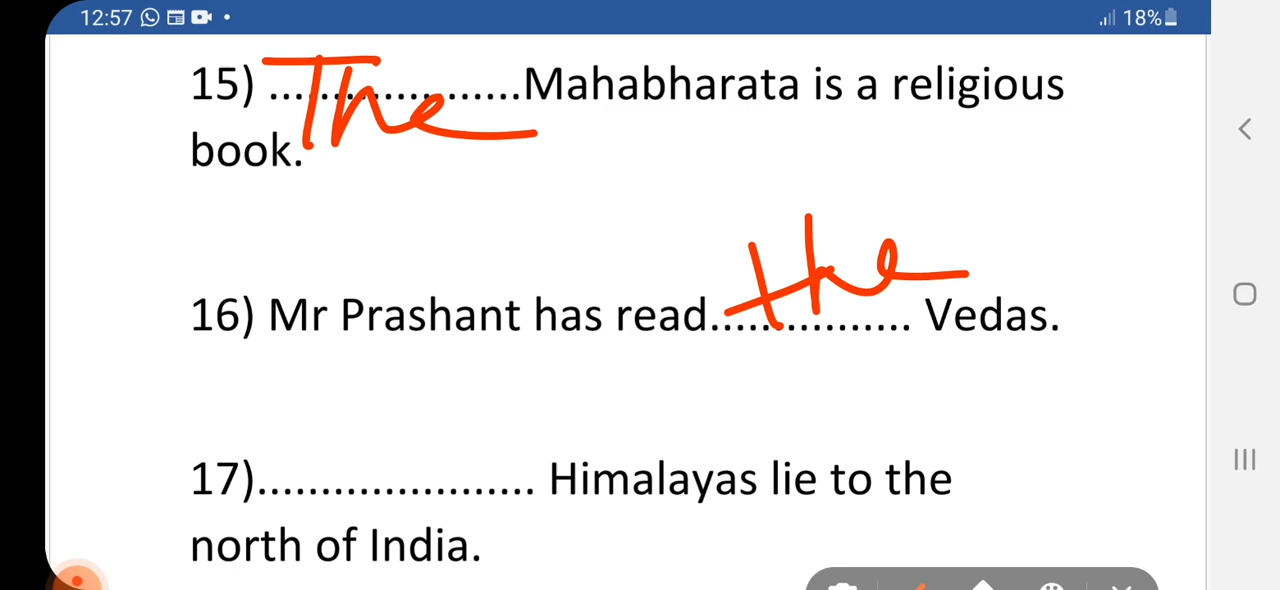 12:57 18%
15) The ....................Mahabharata is a religious
book.
16) Mr Prashant has read the ................ Vedas.
17)...................... Himalayas lie to the
north of India.